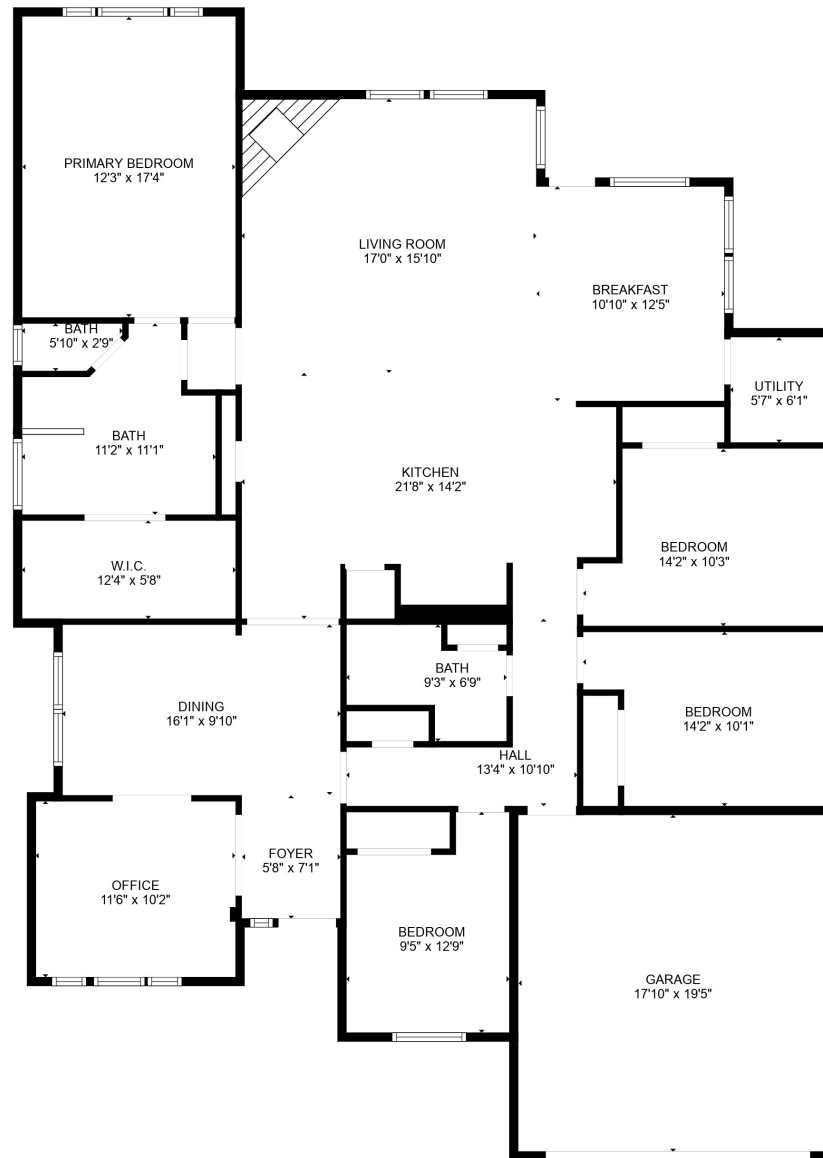 PRIMARY BEDROOM
12'3" x 17'4"
LIVING ROOM
17'0" x 15'10"
BREAKFAST
10'10" x 12'5"
BATH
5'10" x 2'9"
UTILITY
5'7" x 6'1"
BATH
11'2" x 11'1"
KITCHEN
21'8" x 14'2"
BEDROOM
14'2" x 10'3"
W.I.C.
12'4" x 5'8"
BATH
9'3" x 6'9"
DINING
16'1" x 9'10"
BEDROOM
14'2" x 10'1"
HALL
13'4" x 10'10"
FOYER
5'8" x 7'1"
OFFICE
11'6" x 10'2"
BEDROOM
9'5" x 12'9"
GARAGE
17'10" x 19'5"